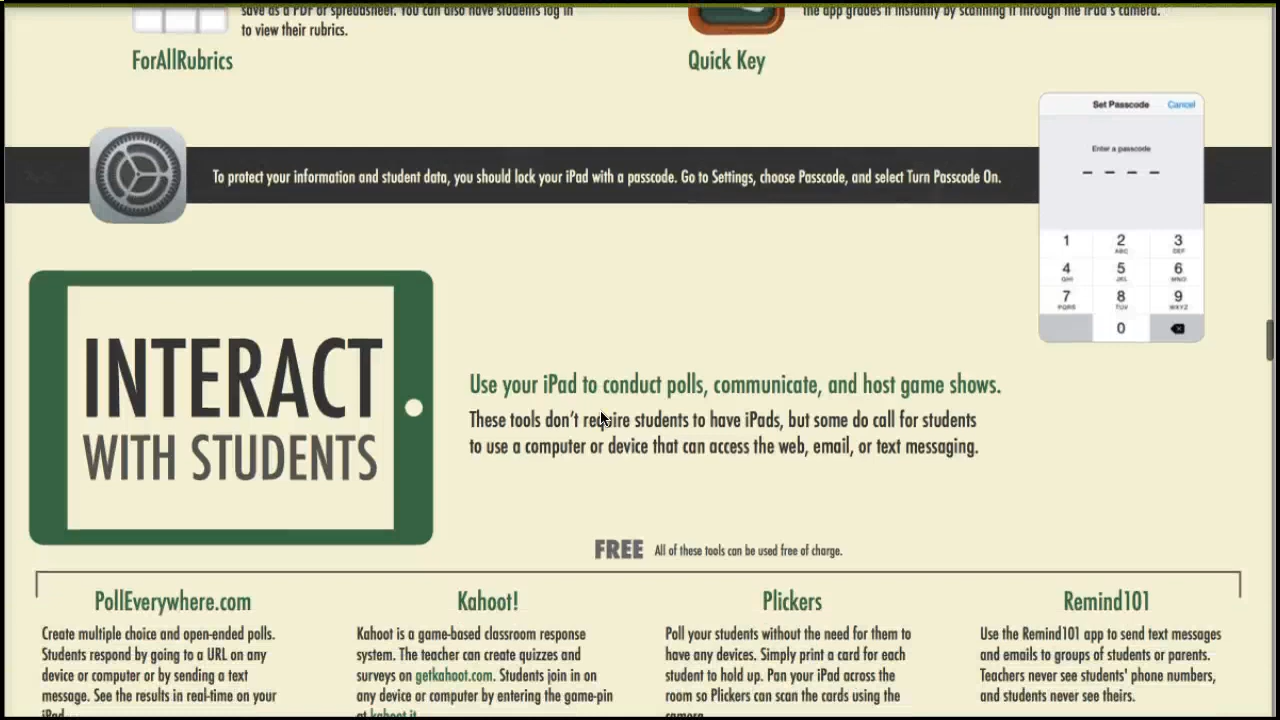 save as a PDF or spreadsheet. You can also have students log in
to view their rubrics.
ForAllRubrics
the app grades it instantly by scanning it through the iPad's camera.
Quick Key
Set Passcode
Cancel
Enter a passcode
To protect your information and student data, you should lock your iPad with a passcode. Go to Settings, choose Passcode, and select Turn Passcode On.
1 2 3
ABC DEF
4 5 6
GHI JKL MNO
7 8 9
PQRS TUV WXYZ
0
INTERACT
WITH STUDENTS
Use your iPad to conduct polls, communicate, and host game shows.
These tools don't require students to have iPads, but some do call for students
to use a computer or device that can access the web, email, or text messaging.
FREE All of these tools can be used free of charge.
PollEverywhere.com
Create multiple choice and open-ended polls.
Students respond by going to a URL on any
device or computer or by sending a text
message. See the results in real-time on your
iPad.
Kahoot!
Kahoot is a game-based classroom response
system. The teacher can create quizzes and
surveys on getkahoot.com. Students join in on
any device or computer by entering the game-pin
at kahoot.it
Plickers
Poll your students without the need for them to
have any devices. Simply print a card for each
student to hold up. Pan your iPad across the
room so Plickers can scan the cards using the
camera.
Remind101
Use the Remind101 app to send text messages
and emails to groups of students or parents.
Teachers never see students' phone numbers,
and students never see theirs.